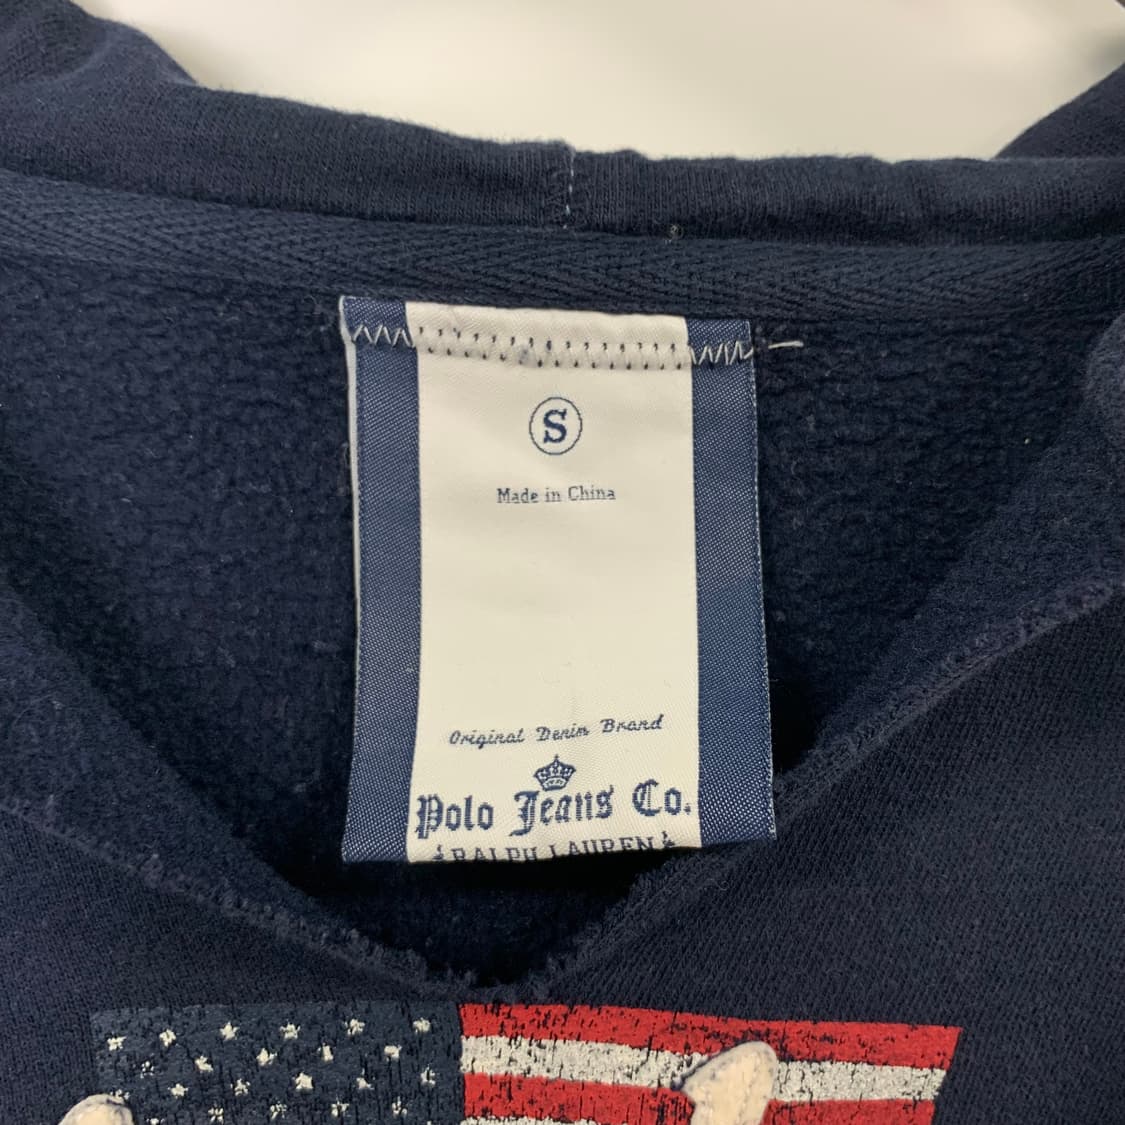 S
Made in China
Original Denim Brand
Polo Jeans Co.
RALPH LAUREN